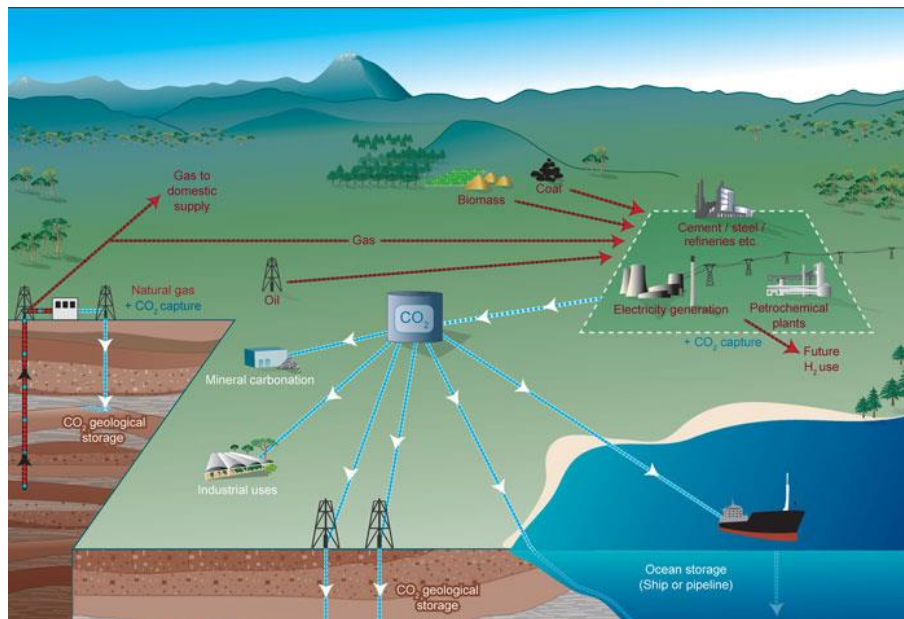 Gas to
domestic
supply
Coal
Biomass
Cement / steel /
refineries etc.
Gas
Oil
Natural gas
+ CO₂ capture
CO₂
Electricity generation
Petrochemical
plants
+ CO₂ capture
Future
H₂ use
Mineral carbonation
CO₂ geological
storage
Industrial uses
Ocean storage
(Ship or pipeline)
CO₂ geological
storage